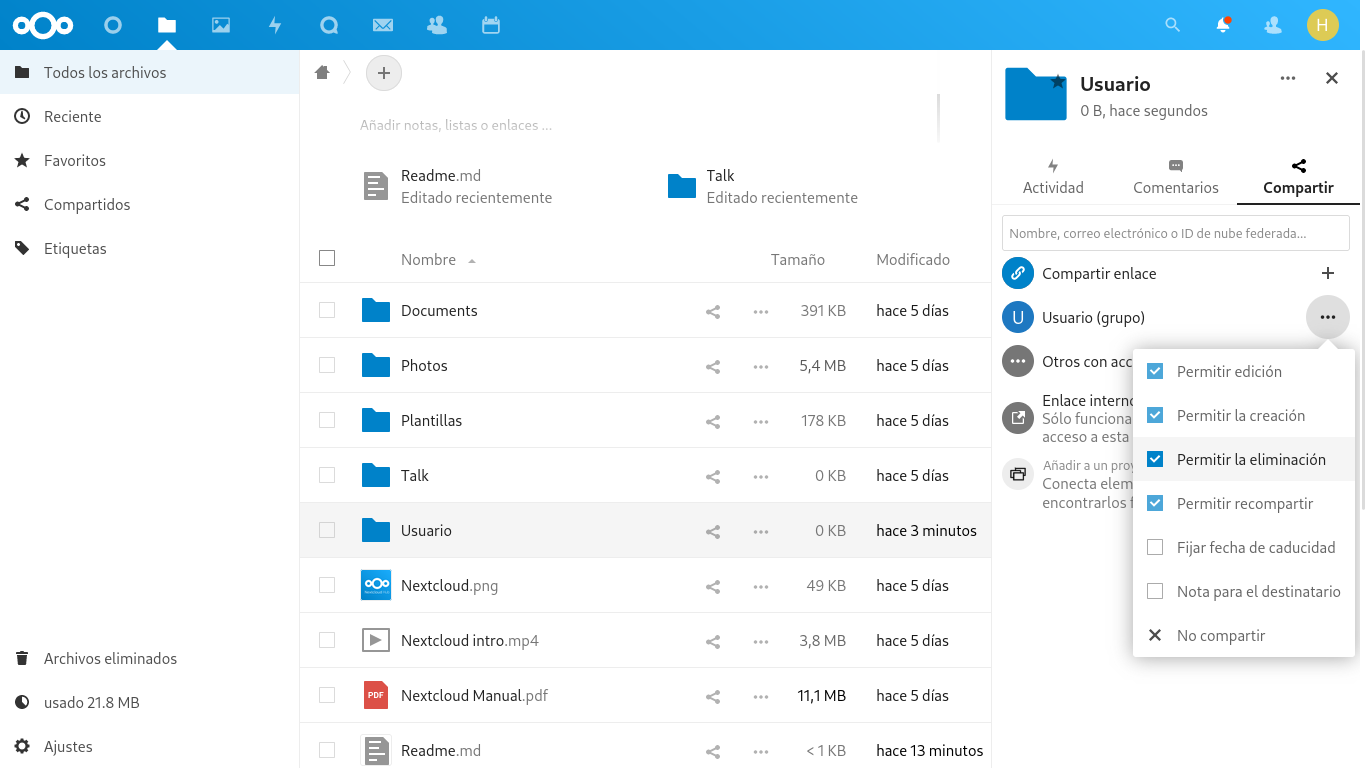 H
Todos los archivos
Reciente
Favoritos
Compartidos
Etiquetas
Archivos eliminados
usado 21.8 MB
Ajustes
Añadir notas, listas o enlaces ...
Readme.md
Editado recientemente
Talk
Editado recientemente
Nombre Tamaño Modificado
Documents 391 KB hace 5 días
Photos 5,4 MB hace 5 días
Plantillas 178 KB hace 5 días
Talk 0 KB hace 5 días
Usuario 0 KB hace 3 minutos
Nextcloud.png 49 KB hace 5 días
Nextcloud intro.mp4 3,8 MB hace 5 días
PDF Nextcloud Manual.pdf 11,1 MB hace 5 días
Readme.md < 1 KB hace 13 minutos
Usuario
0 B, hace segundos
Actividad Comentarios Compartir
Nombre, correo electrónico o ID de nube federada...
Compartir enlace
U Usuario (grupo)
Otros con acc
Enlace interno
Sólo funciona
acceso a esta
Añadir a un proy
Conecta elem
encontrarlos f
Permitir edición
Permitir la creación
Permitir la eliminación
Permitir recompartir
Fijar fecha de caducidad
Nota para el destinatario
No compartir